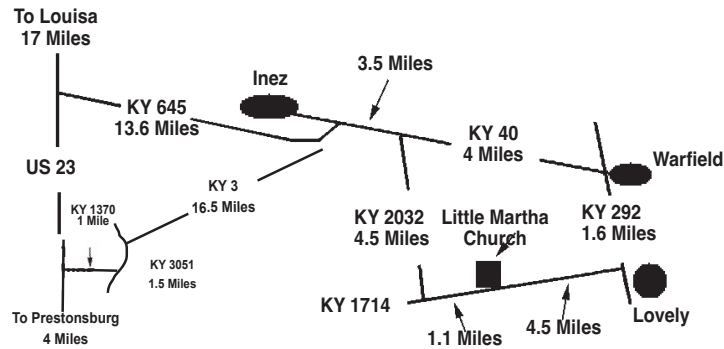 To Louisa
17 Miles
Inez
3.5 Miles
KY 645
13.6 Miles
KY 40
4 Miles
Warfield
US 23
KY 3
16.5 Miles
KY 1370
1 Mile
KY 2032
4.5 Miles
Little Martha
Church
KY 292
1.6 Miles
KY 3051
1.5 Miles
KY 1714
To Prestonsburg
4 Miles
1.1 Miles
4.5 Miles
Lovely